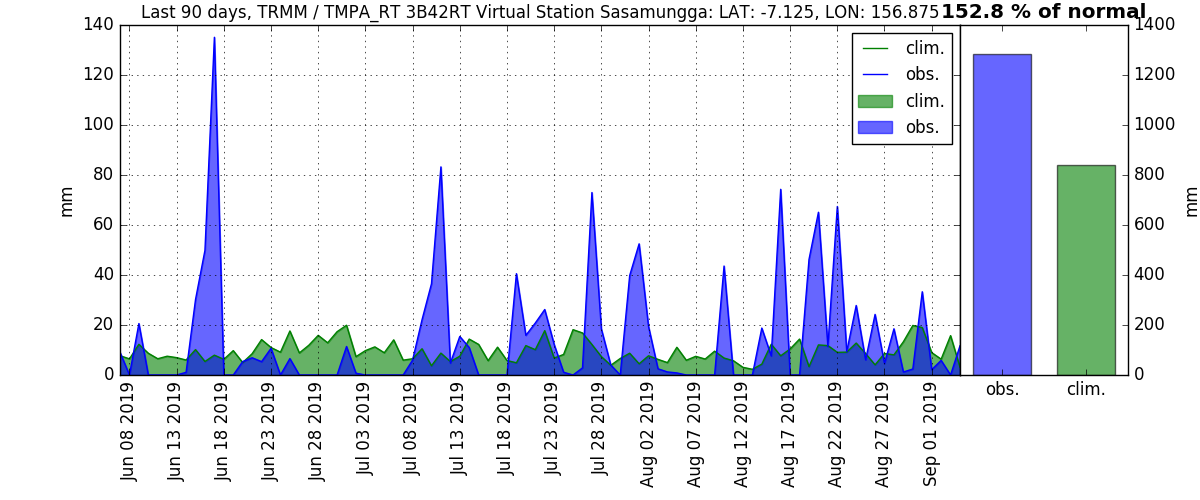 Last 90 days, TRMM / TMPA_RT 3B42RT Virtual Station Sasamungga: LAT: -7.125, LON: 156.875
152.8 % of normal
140
120
100
80
60
40
20
0
mm
clim.
obs.
clim.
obs.
Jun 08 2019
Jun 13 2019
Jun 18 2019
Jun 23 2019
Jun 28 2019
Jul 03 2019
Jul 08 2019
Jul 13 2019
Jul 18 2019
Jul 23 2019
Jul 28 2019
Aug 02 2019
Aug 07 2019
Aug 12 2019
Aug 17 2019
Aug 22 2019
Aug 27 2019
Sep 01 2019
1400
1200
1000
800
600
400
200
0
mm
obs.
clim.